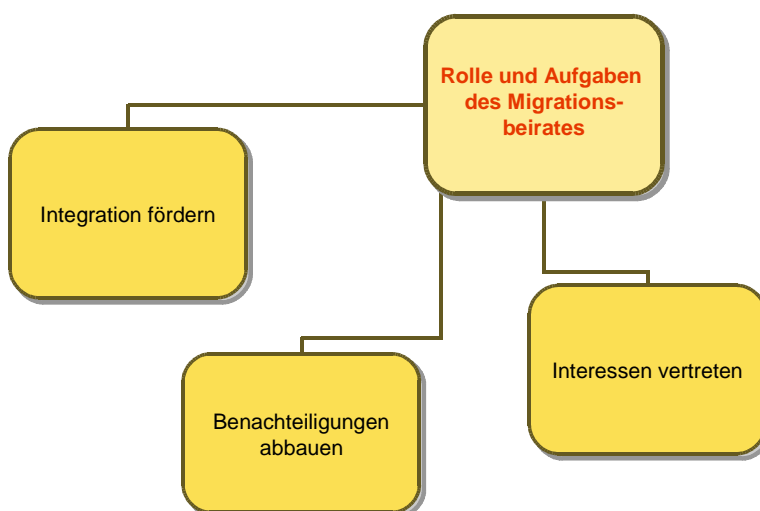 Rolle und Aufgaben
des Migrations-
beirates
Integration fördern
Interessen vertreten
Benachteiligungen
abbauen